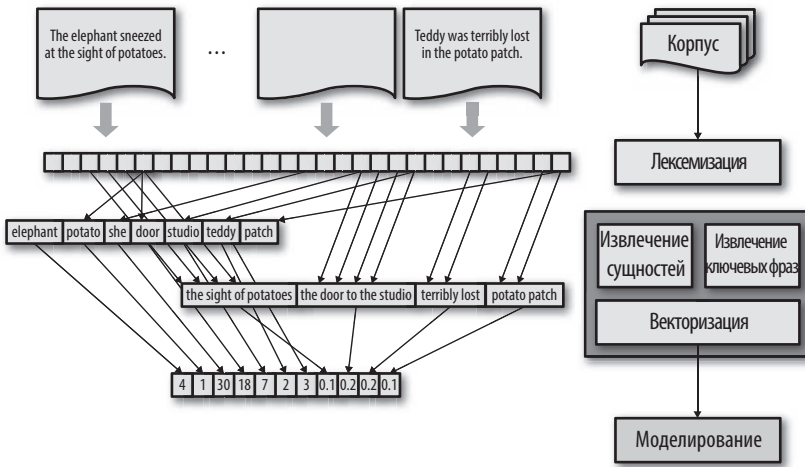 The elephant sneezed
at the sight of potatoes.
...
Teddy was terribly lost
in the potato patch.
Корпус
Лексемизация
elephant potato she door studio teddy patch
Извлечение
сущностей
Извлечение
ключевых фраз
the sight of potatoes the door to the studio terribly lost potato patch
Векторизация
4 1 30 18 7 2 3 0.1 0.2 0.2 0.1
Моделирование